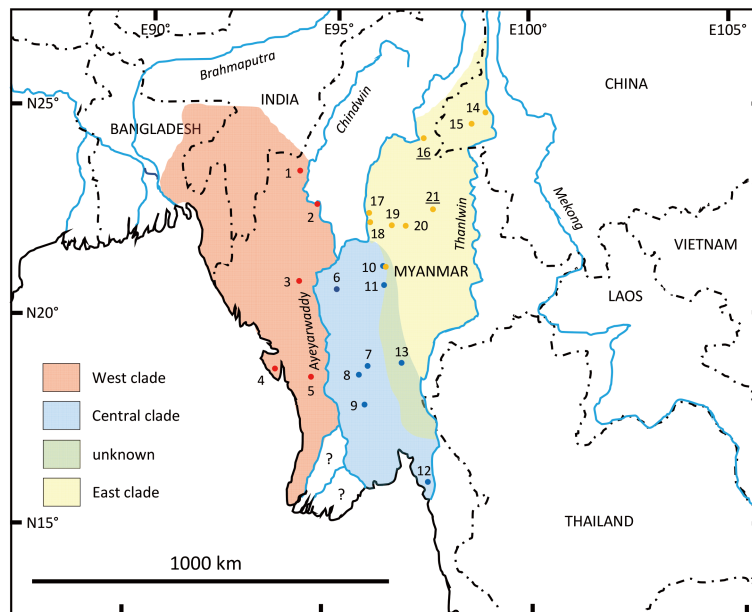 E90° E95° E100° E105°
Brahmaputra
CHINA
N25°
INDIA
Chindwin
14
BANGLADESH
15
16
1
21
Mekong
17
2
19
Thanlwin
18
20
VIETNAM
10
MYANMAR
3
6
11
LAOS
N20°
Ayeyarwaddy
13
7
4
8
West clade
5
9
Central clade
unknown
?
12
East clade
?
N15°
THAILAND
1000 km